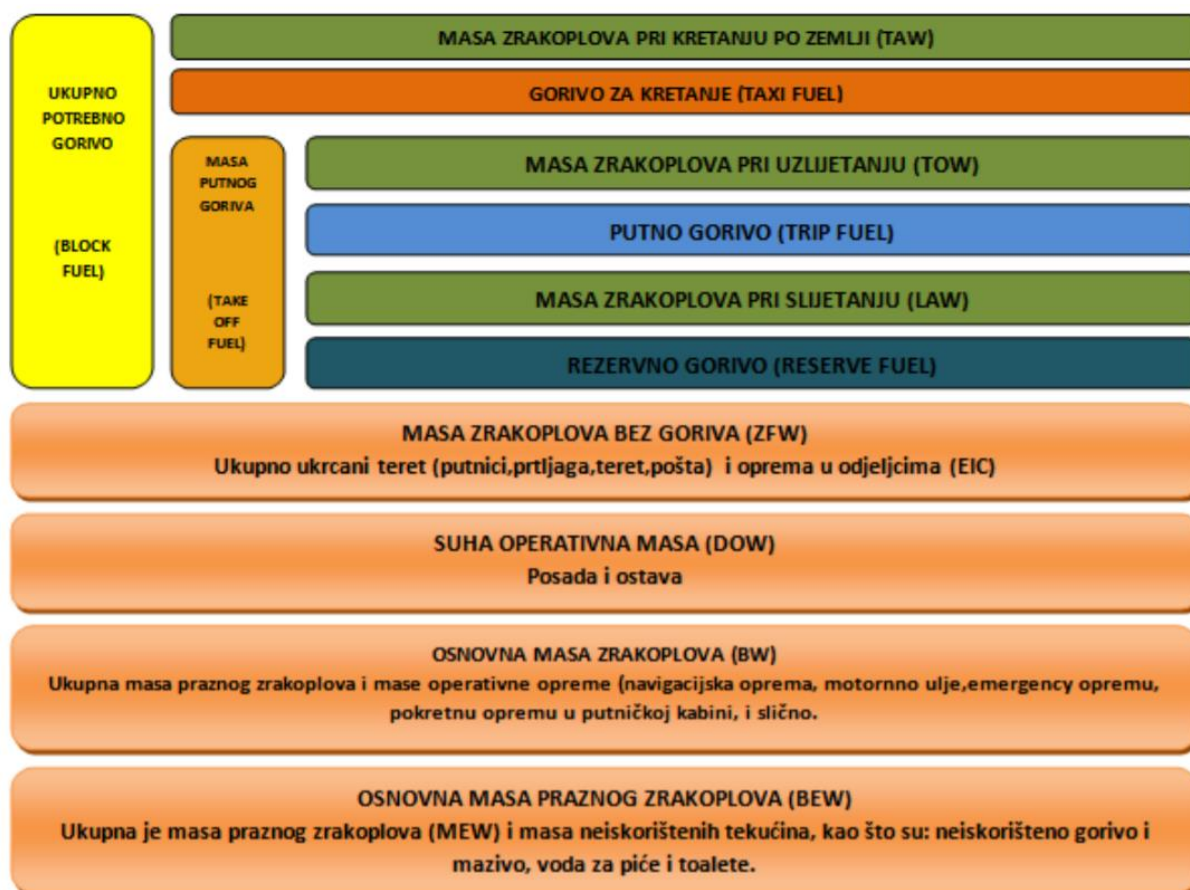 UKUPNO
POTREBNO
GORIVO
(BLOCK
FUEL)
MASA ZRAKOPLOVA PRI KRETANJU PO ZEMLJI (TAW)
GORIVO ZA KRETANJE (TAXI FUEL)
MASA
PUTNOG
GORIVA
(TAKE
OFF
FUEL)
MASA ZRAKOPLOVA PRI UZLIJETANJU (TOW)
PUTNO GORIVO (TRIP FUEL)
MASA ZRAKOPLOVA PRI SLIJETANJU (LAW)
REZERVNO GORIVO (RESERVE FUEL)
MASA ZRAKOPLOVA BEZ GORIVA (ZFW)
Ukupno ukrcani teret (putnici,prtljaga,teret,pošta) i oprema u odjeljcima (EIC)
SUHA OPERATIVNA MASA (DOW)
Posada i ostava
OSNOVNA MASA ZRAKOPLOVA (BW)
Ukupna masa praznog zrakoplova i mase operativne opreme (navigacijska oprema, motornno ulje,emergency opremu,
pokretnu opremu u putničkoj kabini, i slično.
OSNOVNA MASA PRAZNOG ZRAKOPLOVA (BEW)
Ukupna je masa praznog zrakoplova (MEW) i masa neiskorištenih tekućina, kao što su: neiskorišteno gorivo i
mazivo, voda za piće i toalete.